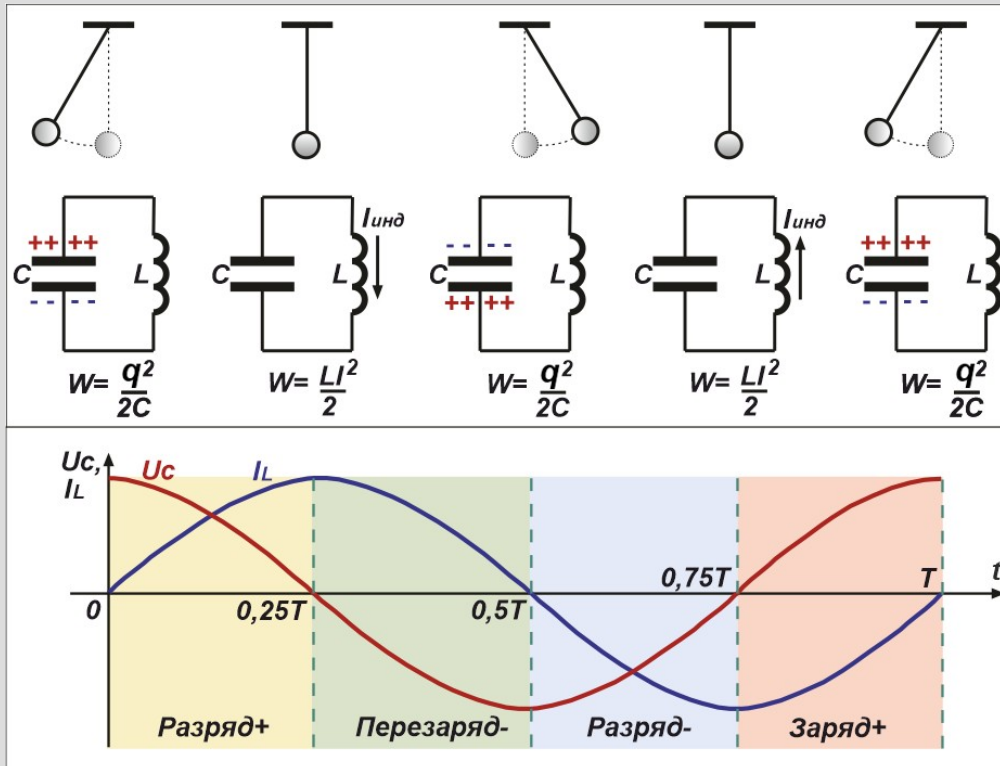 Iинд
Iинд
++ ++
- - - -
++ ++
C
L
C
L
C
L
C
L
C
L
- - - -
++ ++
- - - -
W= q²/2C
W= LI²/2
W= q²/2C
W= LI²/2
W= q²/2C
Uc,
IL
Uc
IL
0
0,25T
0,5T
0,75T
T
t
Разряд+
Перезаряд-
Разряд-
Заряд+